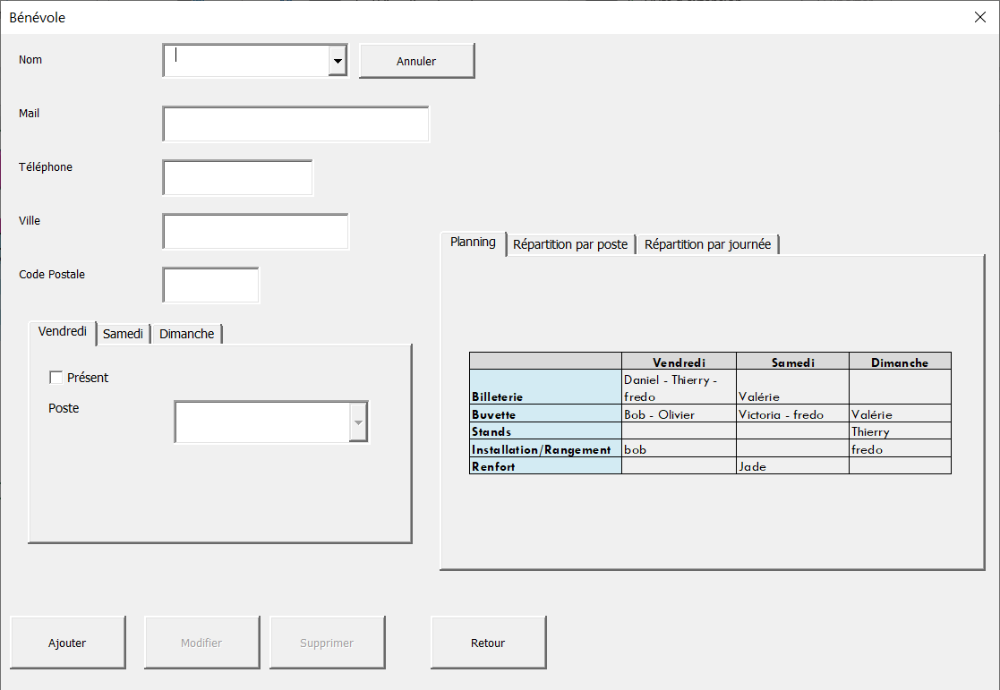 Bénévole
Nom
Annuler
Mail
Téléphone
Ville
Code Postale
Vendredi Samedi Dimanche
Présent
Poste
Planning Répartition par poste Répartition par journée
Vendredi Samedi Dimanche
Daniel - Thierry -
Billeterie fredo Valérie
Buvette Bob - Olivier Victoria - fredo Valérie
Stands Thierry
Installation/Rangement bob fredo
Renfort Jade
Ajouter Modifier Supprimer Retour